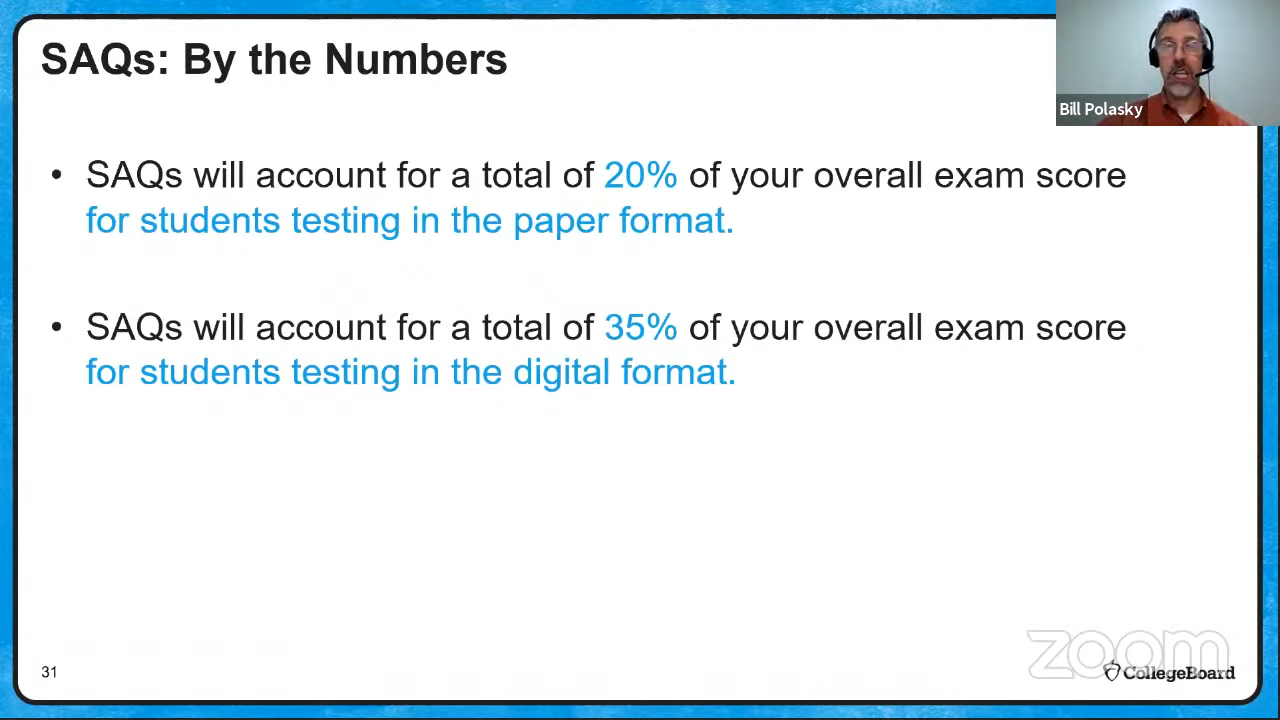 SAQs: By the Numbers
Bill Polasky
• SAQs will account for a total of 20% of your overall exam score
for students testing in the paper format.
• SAQs will account for a total of 35% of your overall exam score
for students testing in the digital format.
31
zoom
CollegeBoard